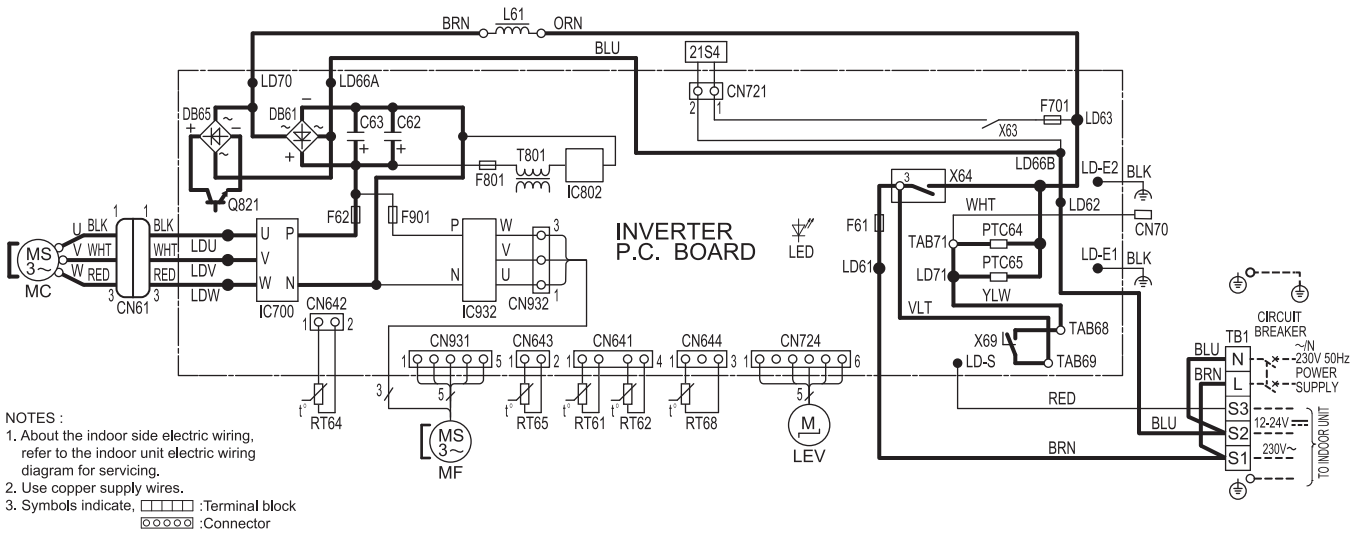 BRN L61 ORN
BLU
21S4
LD70 LD66A
2 1 CN721
F701
X63
LD63
DB65 DB61
C63 C62
+ ~ - ~
- ~ ~ +
+ +
T801
F801 IC802
Q821
LD66B
LD-E2 BLK
3 X64
WHT
LD62
CN70
F62 F901
INVERTER
P.C. BOARD
LED
F61
TAB71 PTC64
LD61 LD71 PTC65
LD-E1 BLK
YLW
VLT
MS
3~
MC
U BLK 1 1 BLK LDU U P
V WHT WHT LDV V
W RED 3 3 RED LDW W N
CN61
IC700
P W 3
V
N U 1
IC932 CN932
X69 TAB68
TAB69
LD-S
CN642
1 2
CN931
1 5
CN643
1 2
CN641
1 4
CN644
1 3
CN724
1 6
t° RT64
3
5
t° RT65
t° RT61
t° RT62
t° RT68
5
MS
3~
MF
M
LEV
RED
BLU
BRN
CIRCUIT
BREAKER
TB1
BLU N ~/N
230V 50Hz
BRN L POWER
SUPPLY
S3
S2 12-24V
S1 230V~
TO INDOOR UNIT
NOTES :
1. About the indoor side electric wiring,
refer to the indoor unit electric wiring
diagram for servicing.
2. Use copper supply wires.
3. Symbols indicate, :Terminal block
:Connector